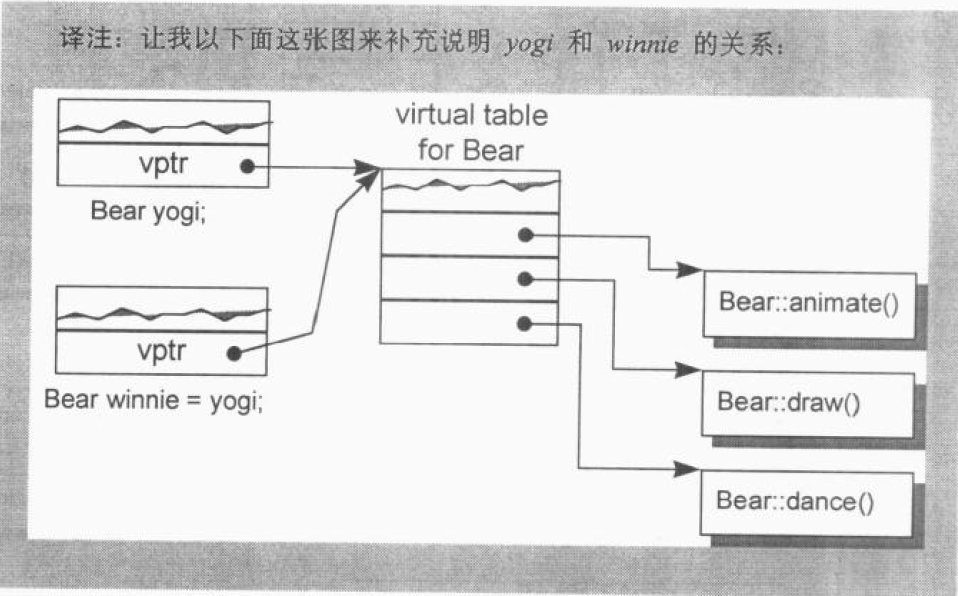 译注：让我以下面这张图来补充说明 yogi 和 winnie 的关系：
virtual table
for Bear
vptr
Bear yogi;
vptr
Bear winnie = yogi;
Bear::animate()
Bear::draw()
Bear::dance()